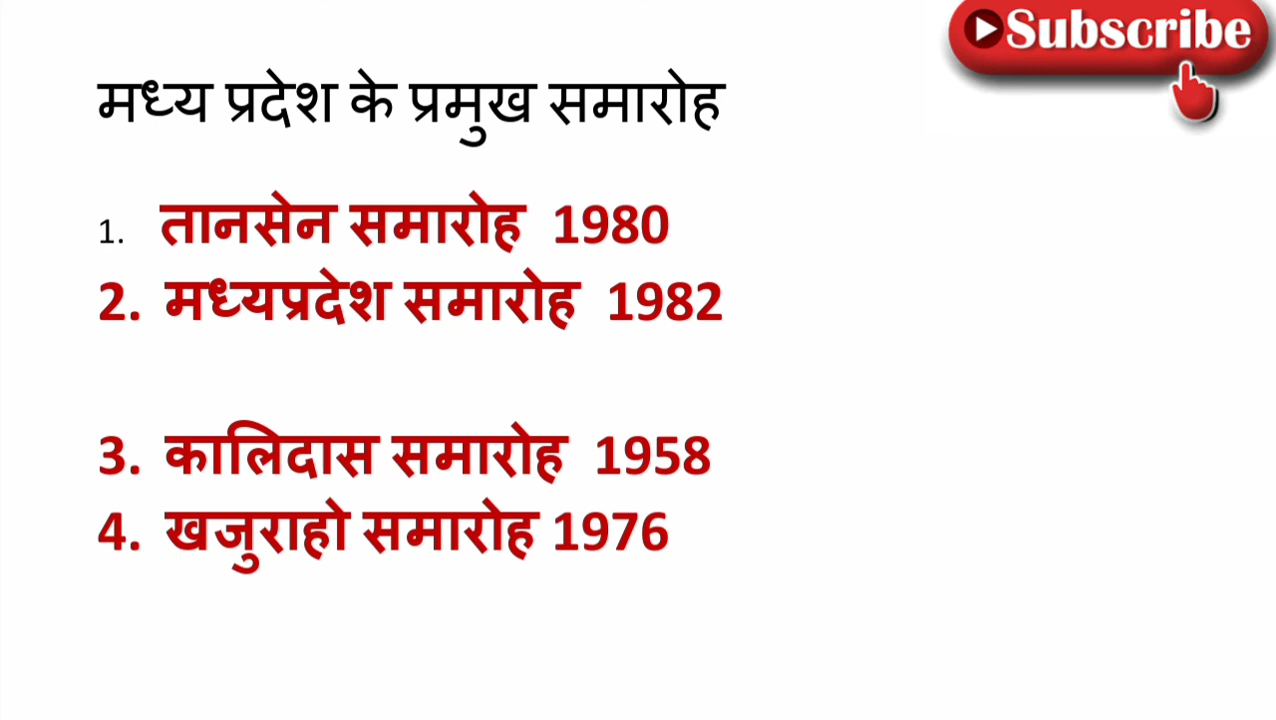 Subscribe
मध्य प्रदेश के प्रमुख समारोह
1. तानसेन समारोह 1980
2. मध्यप्रदेश समारोह 1982
3. कालिदास समारोह 1958
4. खजुराहो समारोह 1976